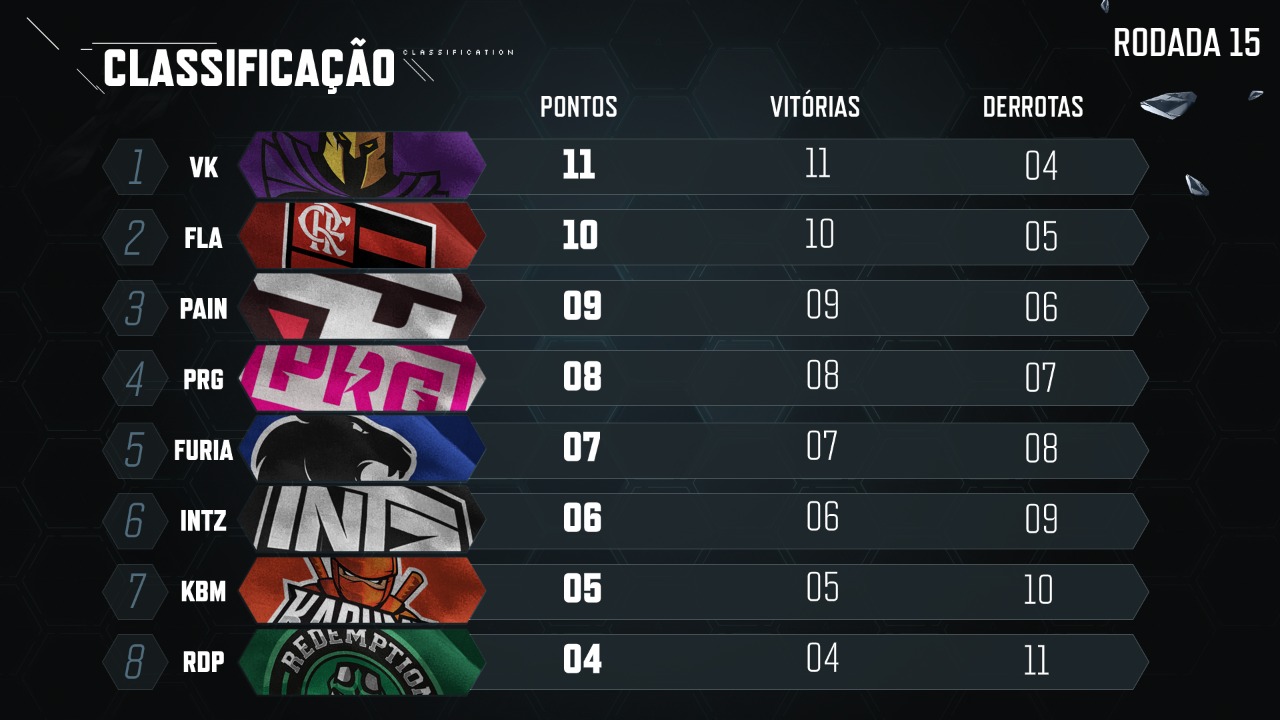 CLASSIFICAÇÃO CLASSIFICATION
RODADA 15
PONTOS VITÓRIAS DERROTAS
1 VK 11 11 04
2 FLA 10 10 05
3 PAIN 09 09 06
4 PRG PRG 08 08 07
5 FURIA 07 07 08
6 INTZ INTZ 06 06 09
7 KBM 05 05 10
8 RDP REDEMPTION 04 04 11